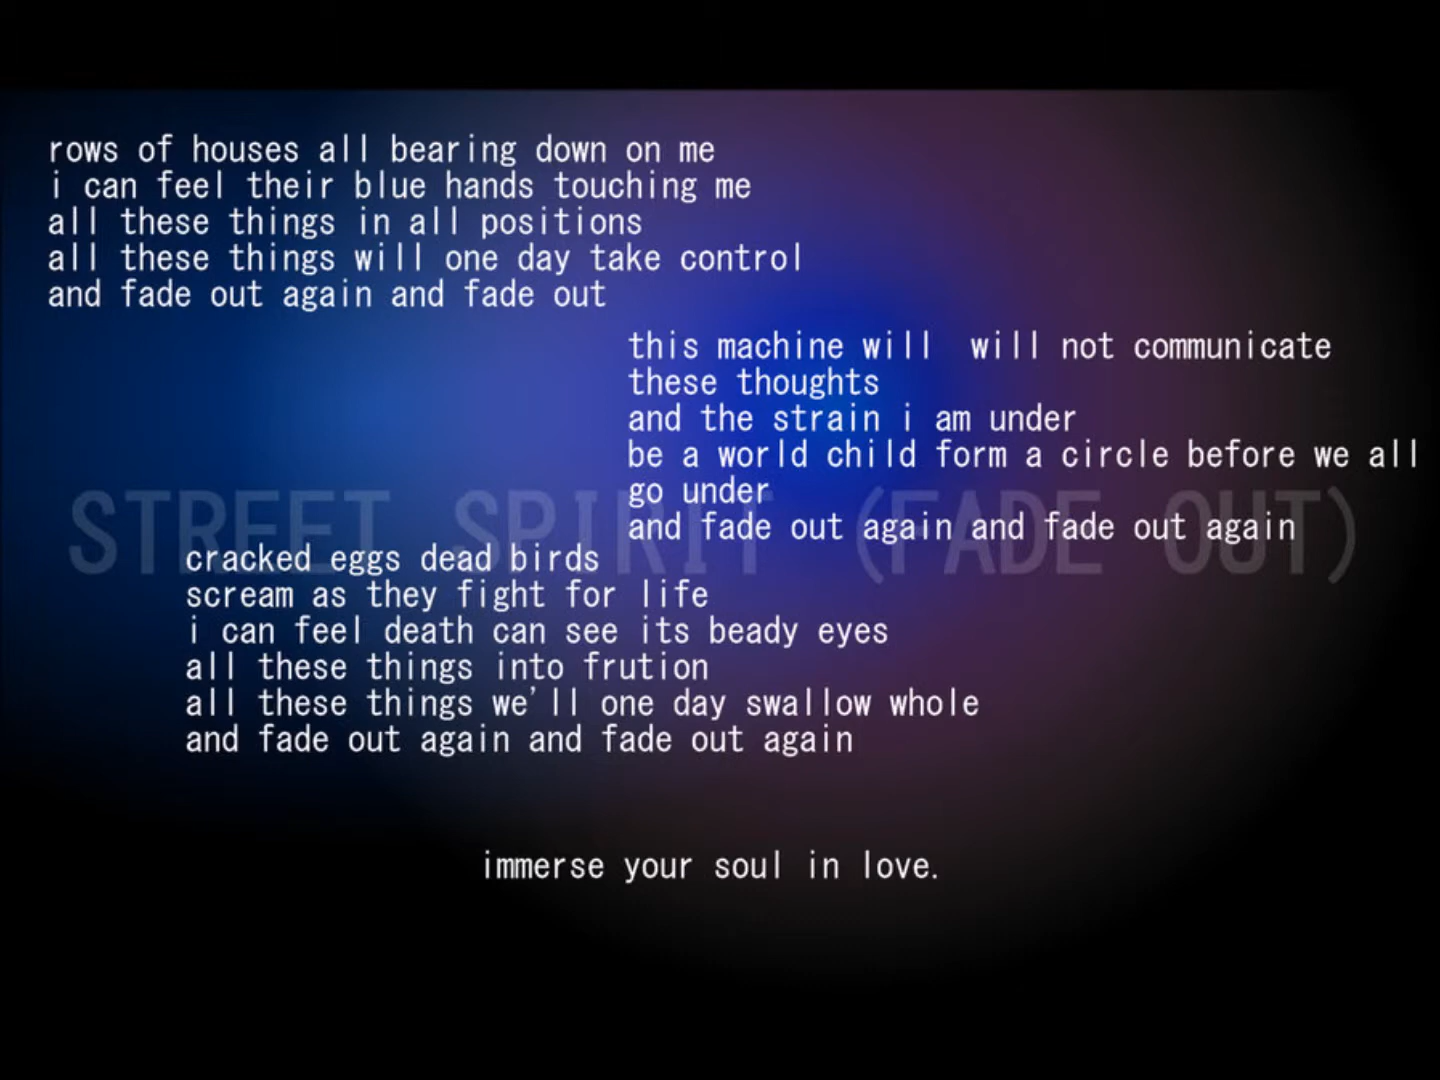 rows of houses all bearing down on me
i can feel their blue hands touching me
all these things in all positions
all these things will one day take control
and fade out again and fade out
this machine will  will not communicate
these thoughts
and the strain i am under
be a world child form a circle before we all
go under
and fade out again and fade out again
STREET SPIRIT (FADE OUT)
cracked eggs dead birds
scream as they fight for life
i can feel death can see its beady eyes
all these things into frution
all these things we'll one day swallow whole
and fade out again and fade out again
immerse your soul in love.